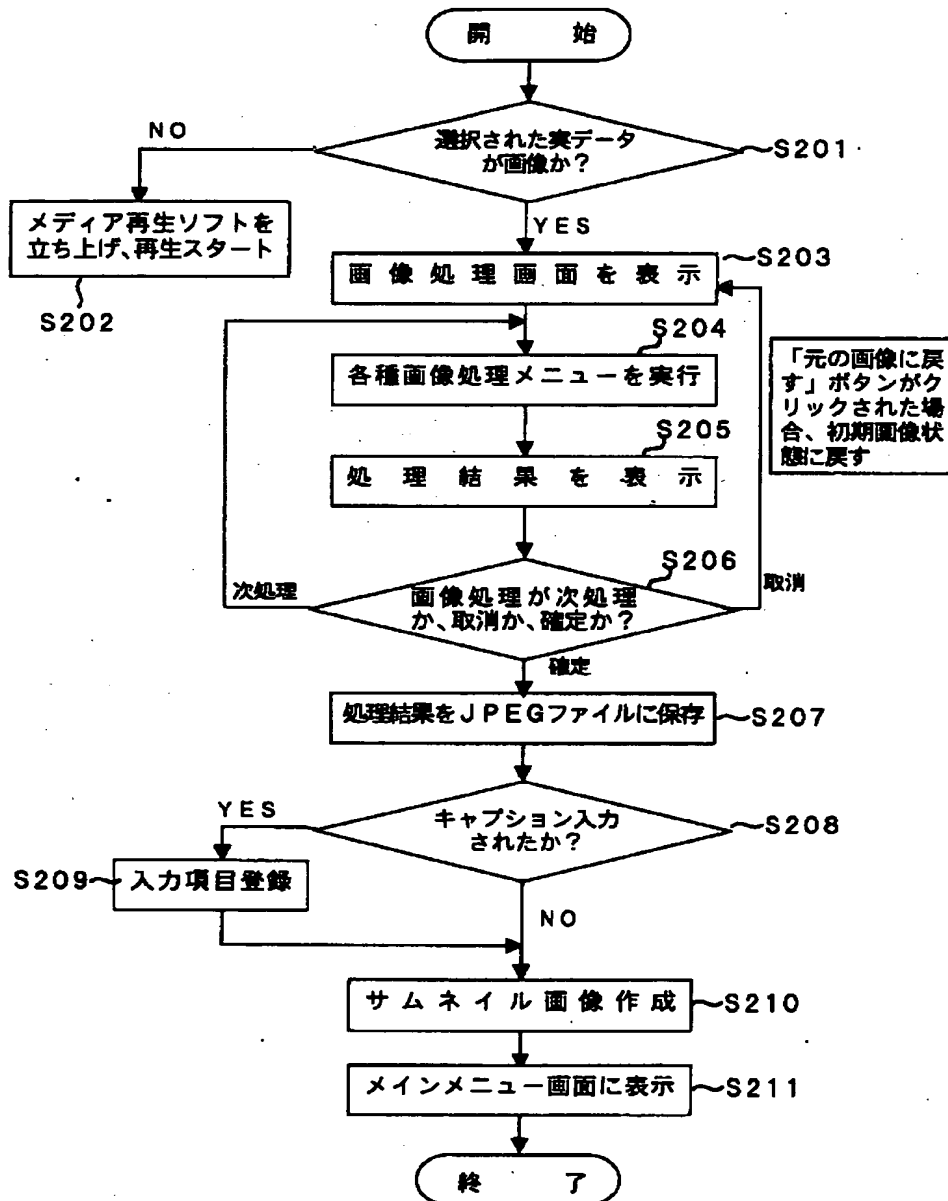 開始
選択された実データ
が画像か?
S201
NO
YES
メディア再生ソフトを
立ち上げ、再生スタート
S202
画像処理画面を表示
S203
S204
各種画像処理メニューを実行
「元の画像に戻
す」ボタンがク
リックされた場
合、初期画像状
態に戻す
S205
処理結果を表示
S206
次処理
画像処理が次処理
か、取消か、確定か?
取消
確定
処理結果をJPEGファイルに保存
S207
YES
キャプション入力
されたか?
S208
S209
入力項目登録
NO
サムネイル画像作成
S210
メインメニュー画面に表示
S211
終了